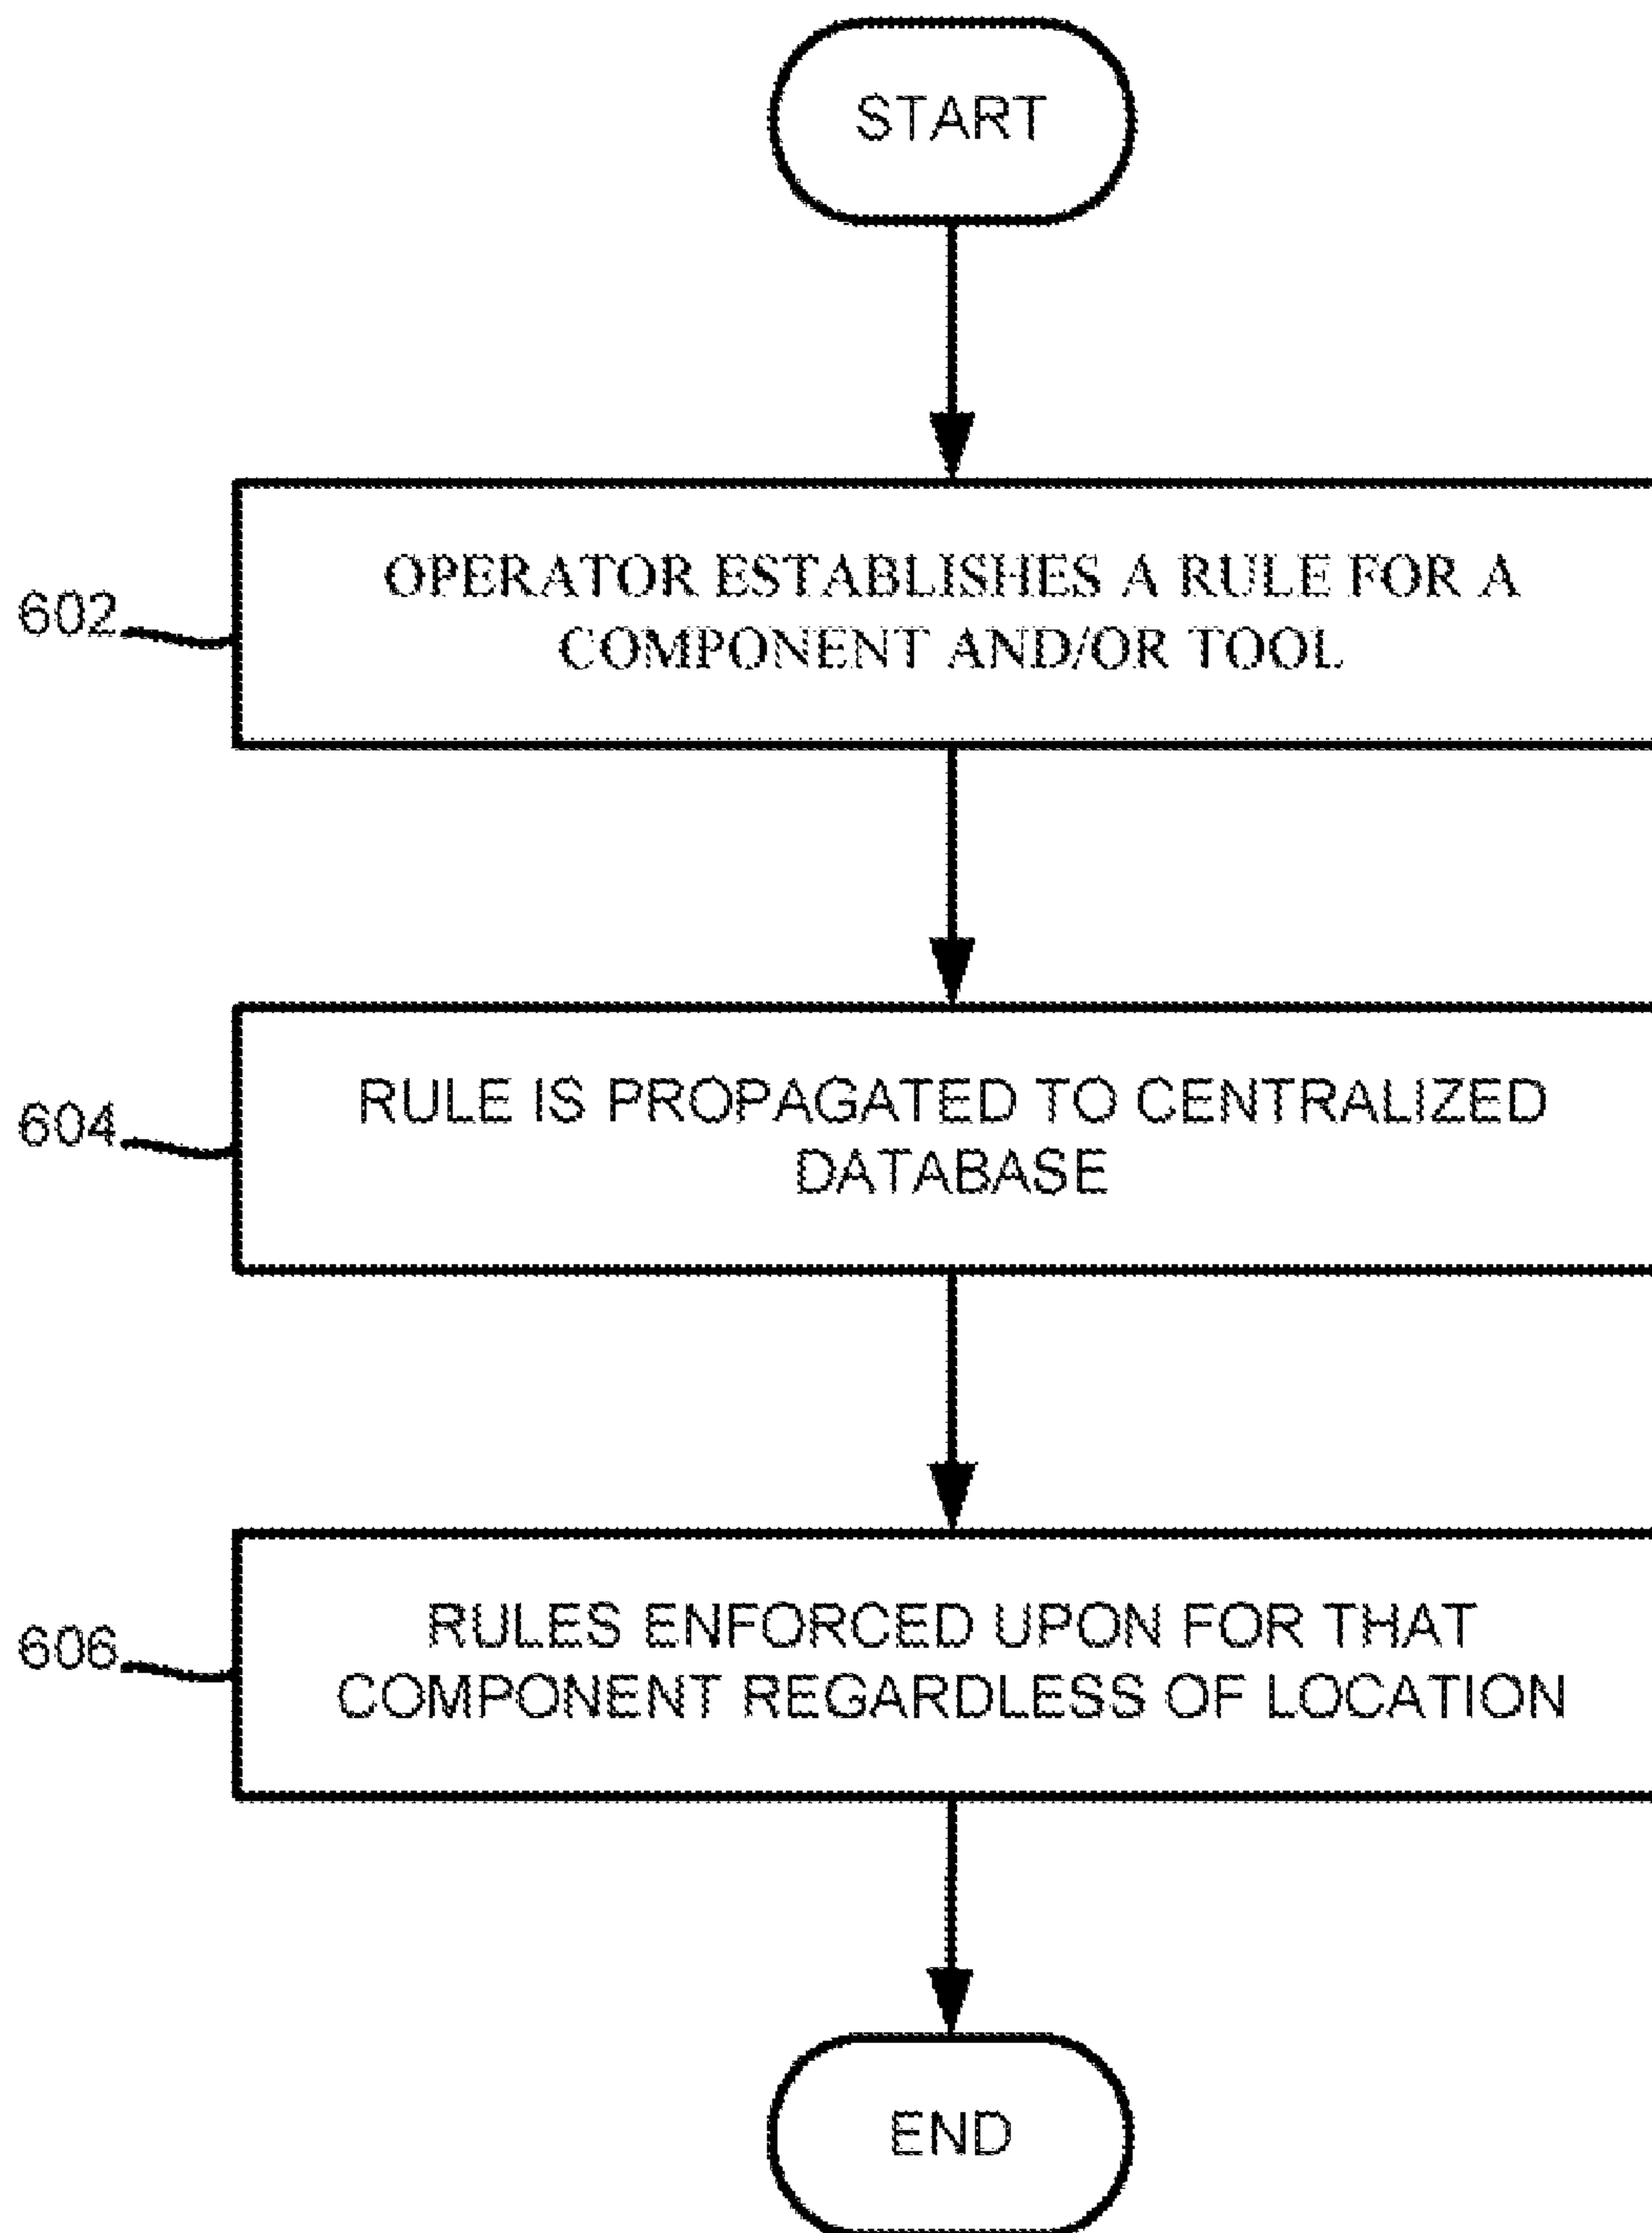 START
602
OPERATOR ESTABLISHES A RULE FOR A
COMPONENT AND/OR TOOL
604
RULE IS PROPAGATED TO CENTRALIZED
DATABASE
606
RULES ENFORCED UPON FOR THAT
COMPONENT REGARDLESS OF LOCATION
END